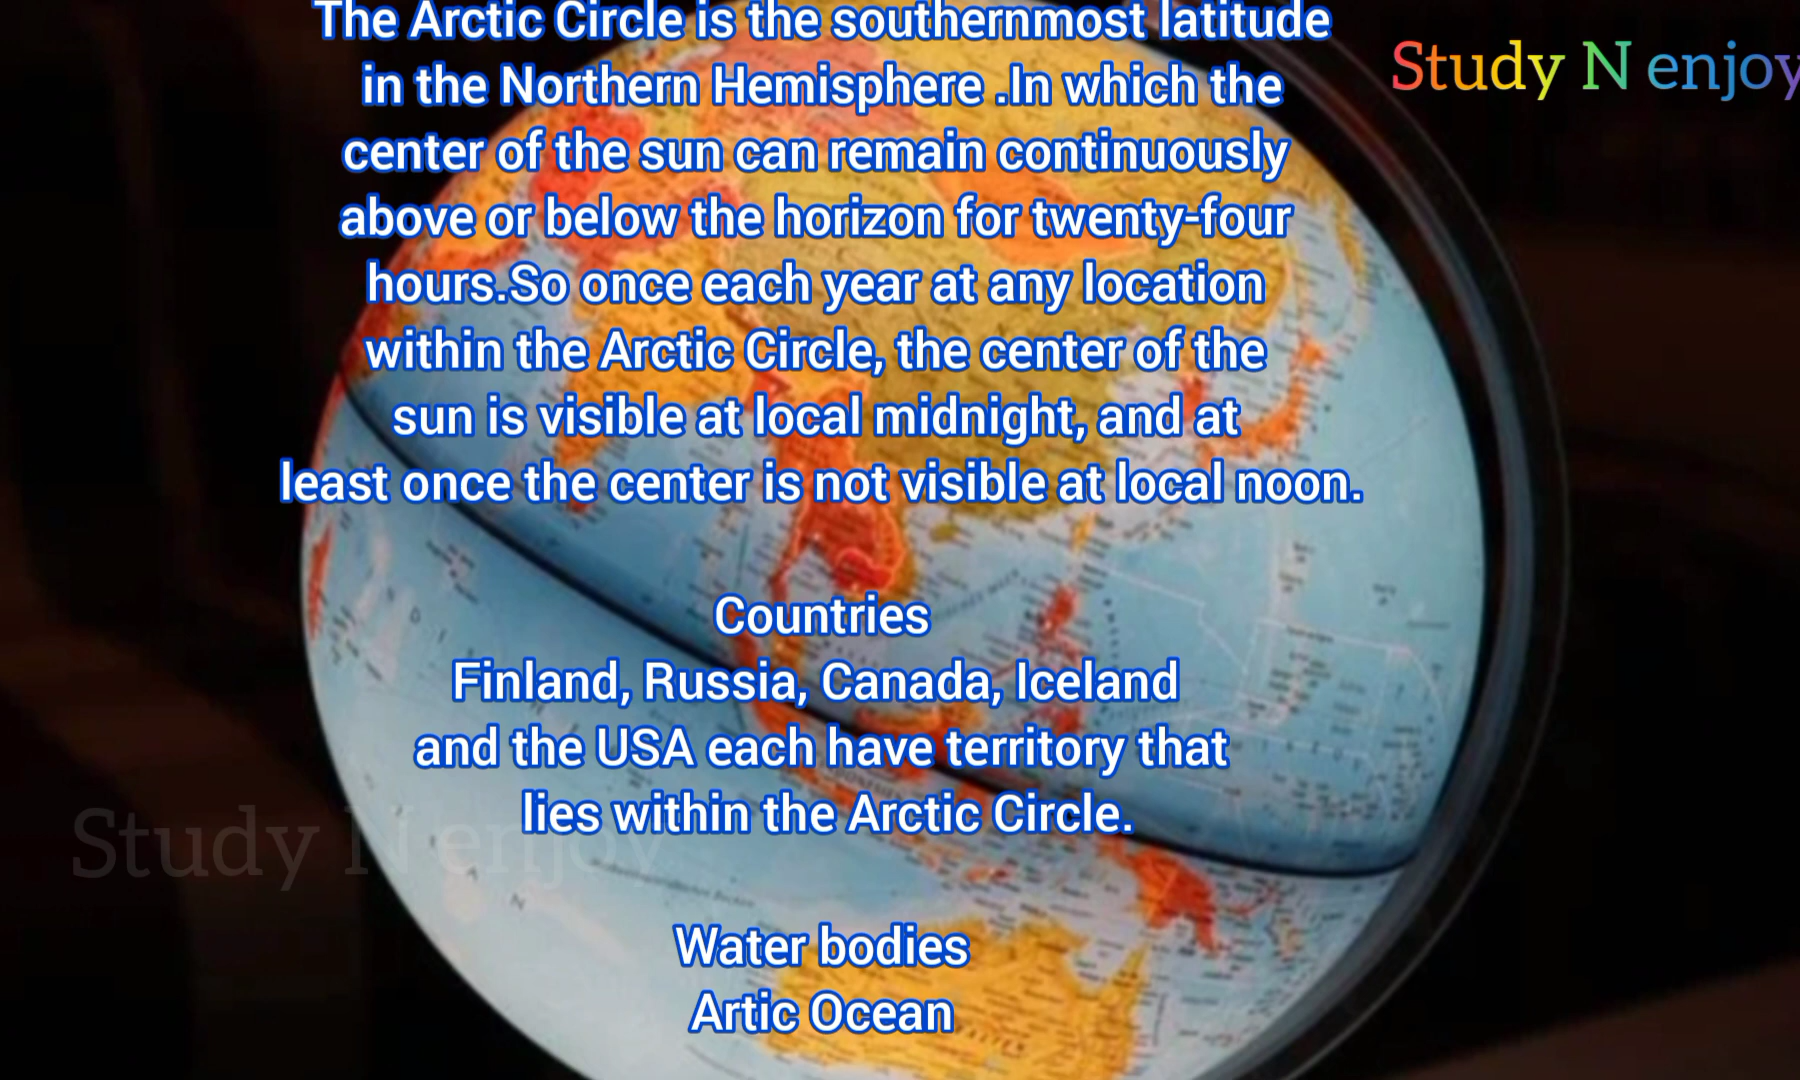 The Arctic Circle is the southernmost latitude
in the Northern Hemisphere .In which the
center of the sun can remain continuously
above or below the horizon for twenty-four
hours.So once each year at any location
within the Arctic Circle, the center of the
sun is visible at local midnight, and at
least once the center is not visible at local noon.
Countries
Finland, Russia, Canada, Iceland
and the USA each have territory that
lies within the Arctic Circle.
Water bodies
Artic Ocean
Study N enjoy
Study N enjoy